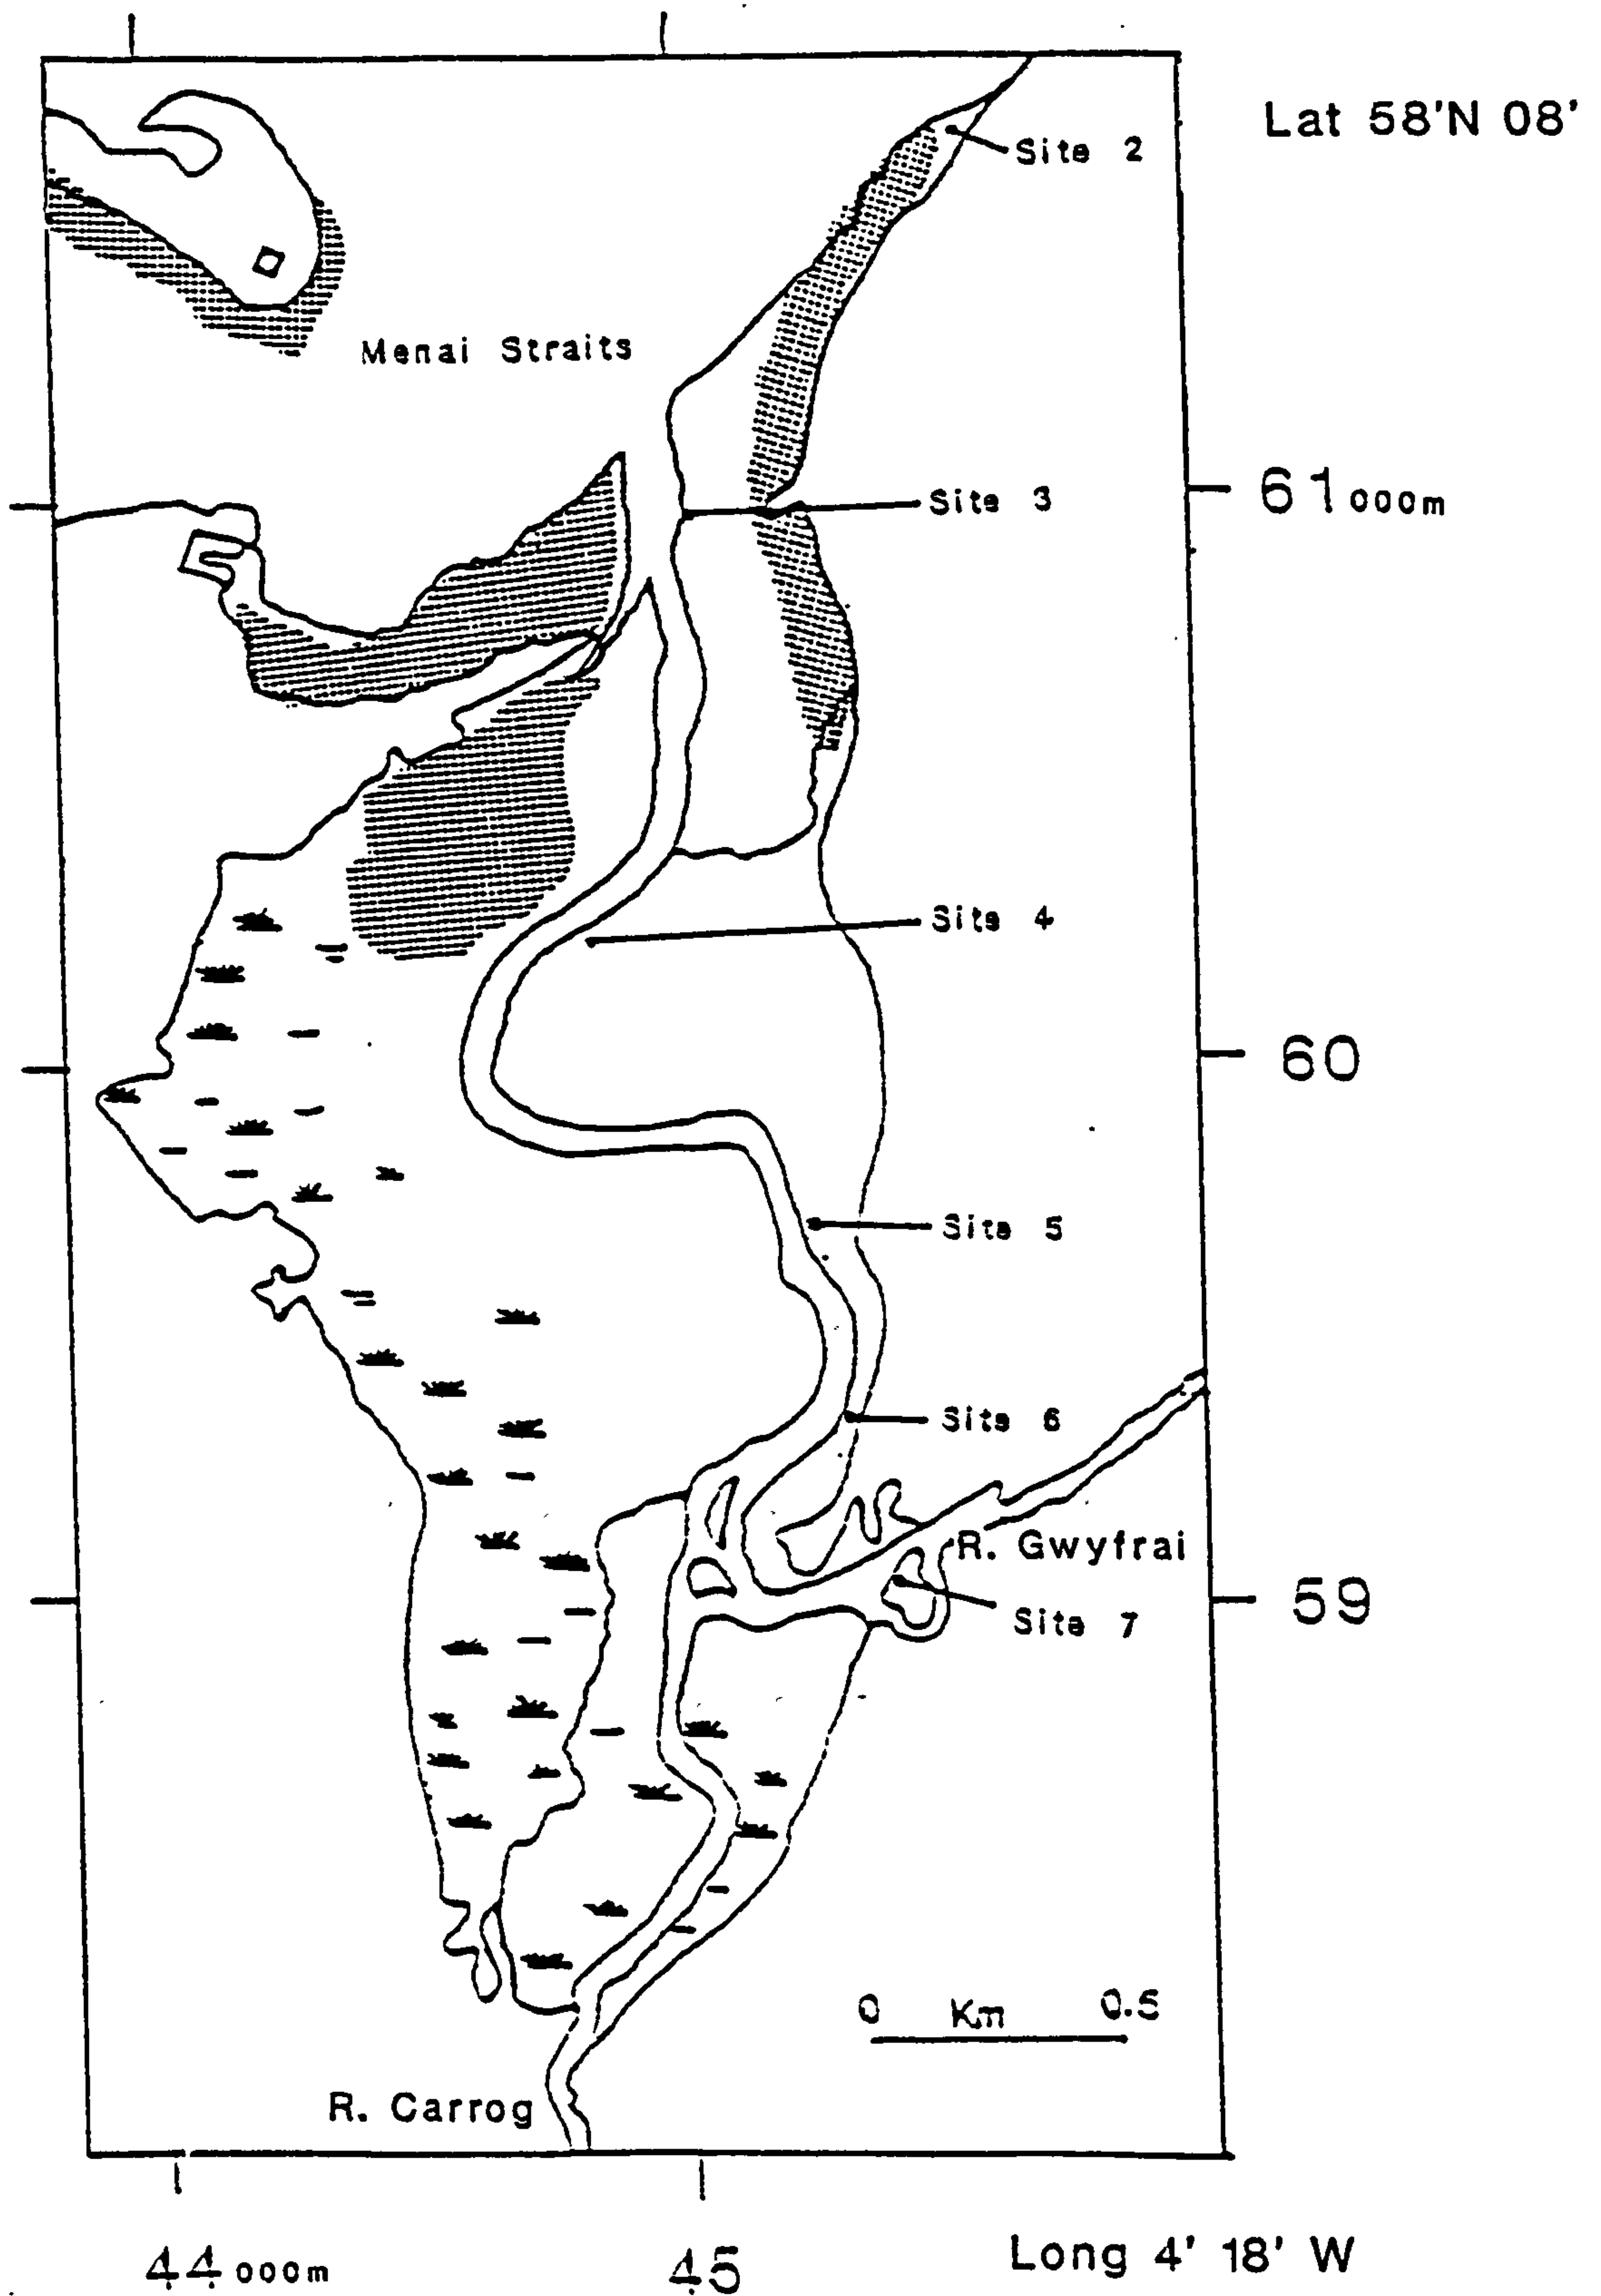 Lat 58'N 08'
Site 2
Menai Straits
61000m
Site 3
Site 4
60
Site 5
Site 6
R. Gwyfrai
59
Site 7
0 Km 0.5
R. Carrog
44000m
45
Long 4' 18' W